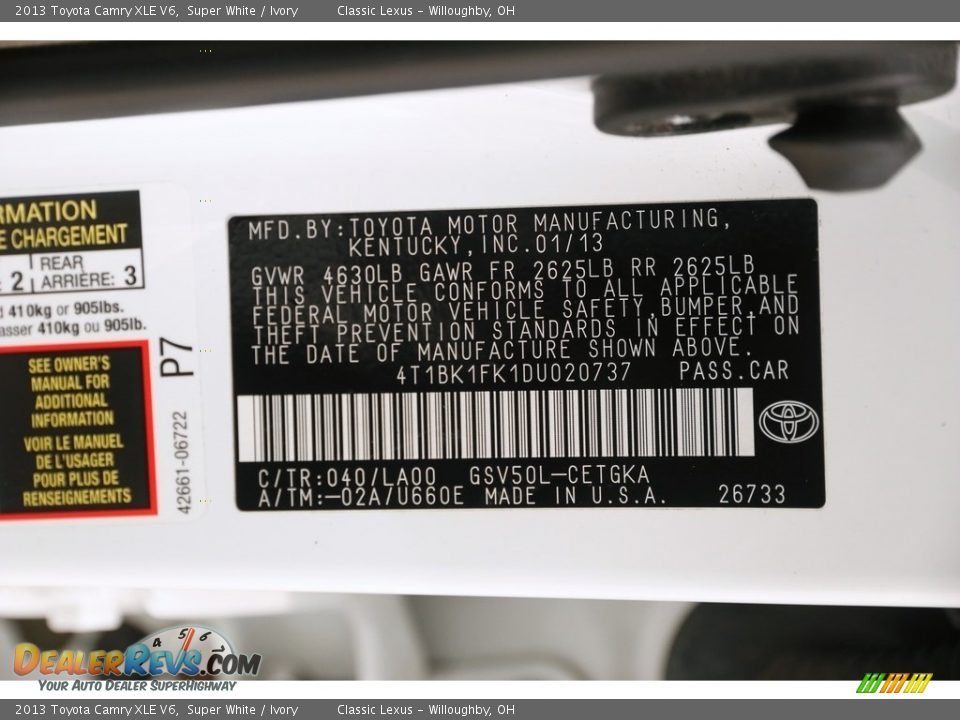 2013 Toyota Camry XLE V6, Super White / Ivory Classic Lexus - Willoughby, OH
RMATION
E CHARGEMENT
2 REAR
ARRIÈRE: 3
410kg or 905lbs.
asser 410kg ou 905lb.
SEE OWNER'S
MANUAL FOR
ADDITIONAL
INFORMATION
VOIR LE MANUEL
DE L'USAGER
POUR PLUS DE
RENSEIGNEMENTS
P7
42661-06722
MFD.BY:TOYOTA MOTOR MANUFACTURING,
KENTUCKY,INC.01/13
GVWR 4630LB GAWR FR 2625LB RR 2625LB
THIS VEHICLE CONFORMS TO ALL APPLICABLE
FEDERAL MOTOR VEHICLE SAFETY,BUMPER,AND
THEFT PREVENTION STANDARDS IN EFFECT ON
THE DATE OF MANUFACTURE SHOWN ABOVE.
4T1BK1FK1DU020737 PASS.CAR
C/TR:040/LA00 GSV50L-CETGKA
A/TM:-02A/U660E MADE IN U.S.A. 26733
4 5 6
DEALERREVS.COM
YOUR AUTO DEALER SUPERHIGHWAY
2013 Toyota Camry XLE V6, Super White / Ivory Classic Lexus - Willoughby, OH